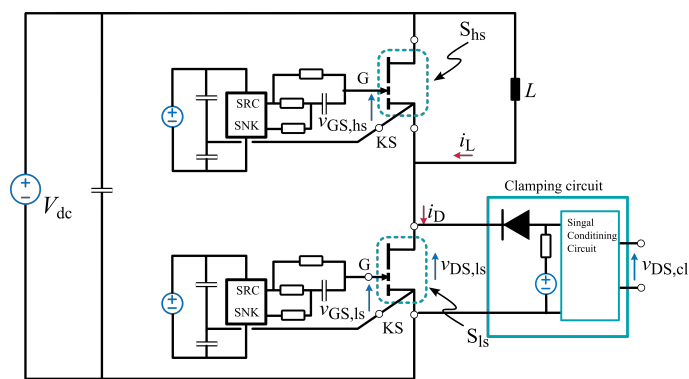 S_hs
G
SRC
SNK
v_GS,hs
KS
L
i_L
V_dc
i_D
Clamping circuit
Singal
Conditining
Circuit
G
SRC
SNK
v_GS,ls
KS
v_DS,ls
v_DS,cl
S_ls